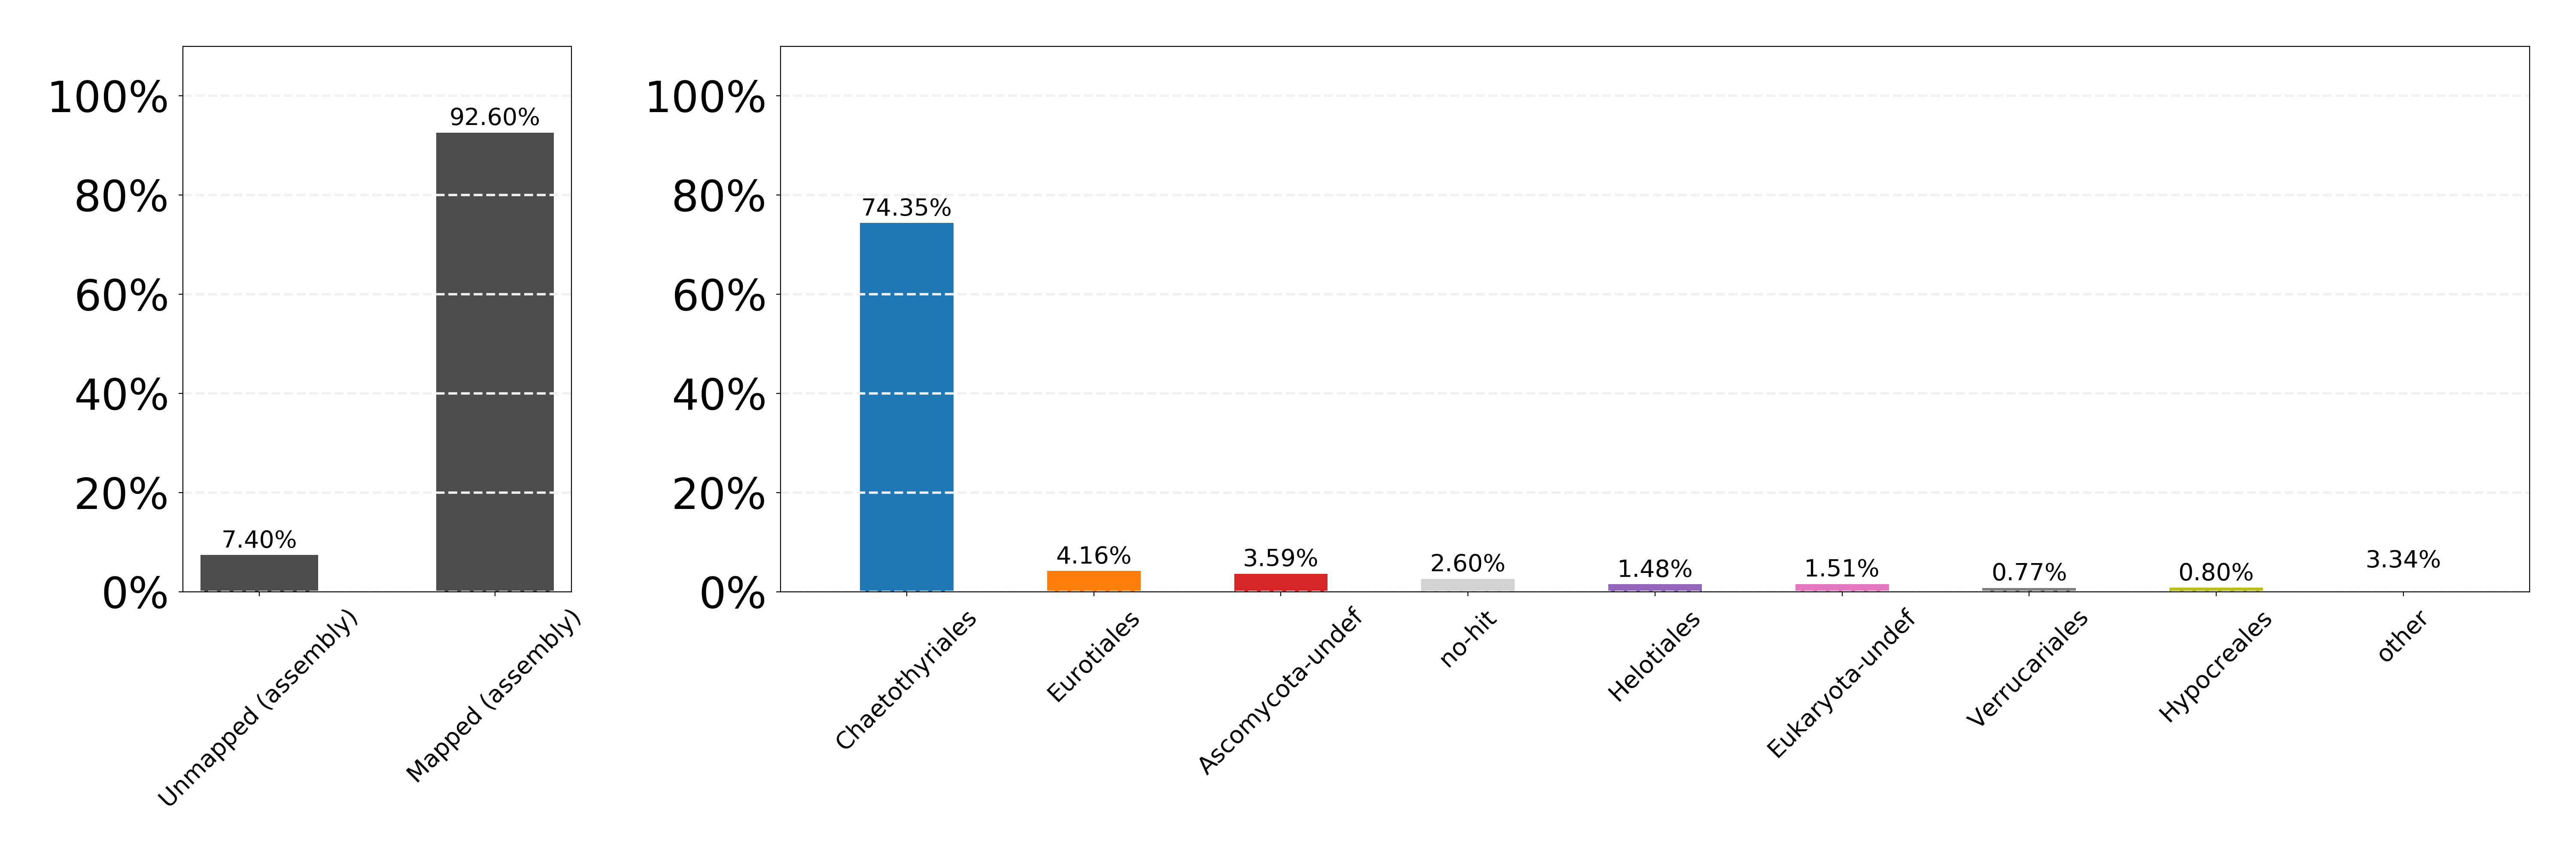 100%
80%
60%
40%
20%
0%
7.40%
92.60%
Unmapped (assembly)
Mapped (assembly)
100%
80%
60%
40%
20%
0%
74.35%
4.16%
3.59%
2.60%
1.48%
1.51%
0.77%
0.80%
3.34%
Chaetothyriales
Eurotiales
Ascomycota-undef
no-hit
Helotiales
Eukaryota-undef
Verrucariales
Hypocreales
other